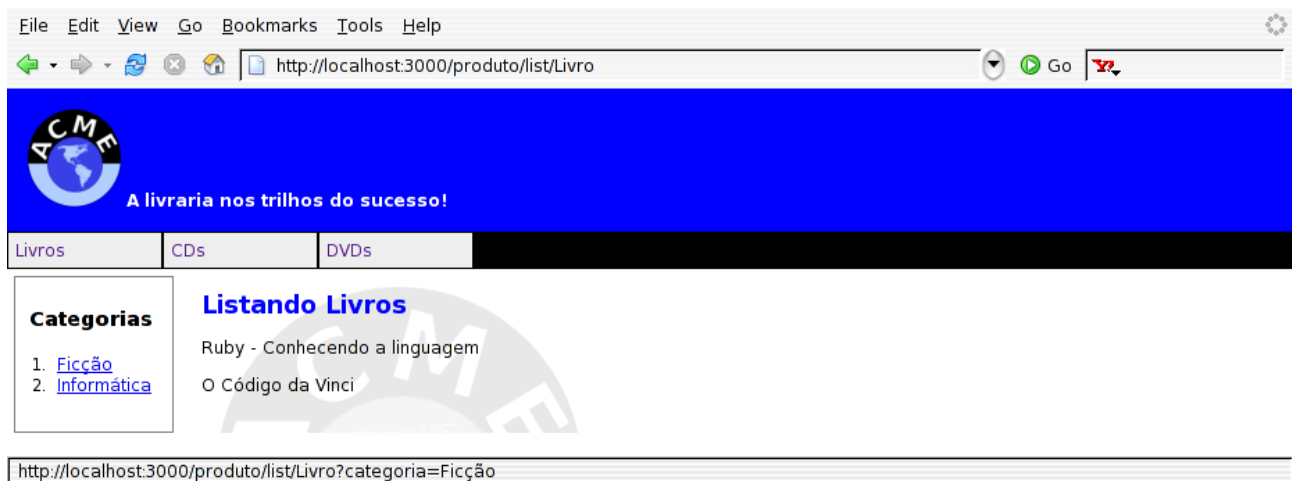 File Edit View Go Bookmarks Tools Help
http://localhost:3000/produto/list/Livro Go Y!
ACME
A livraria nos trilhos do sucesso!
Livros CDs DVDs
Categorias
1. Ficção
2. Informática
Listando Livros
Ruby - Conhecendo a linguagem
O Código da Vinci
ACME
http://localhost:3000/produto/list/Livro?categoria=Ficção